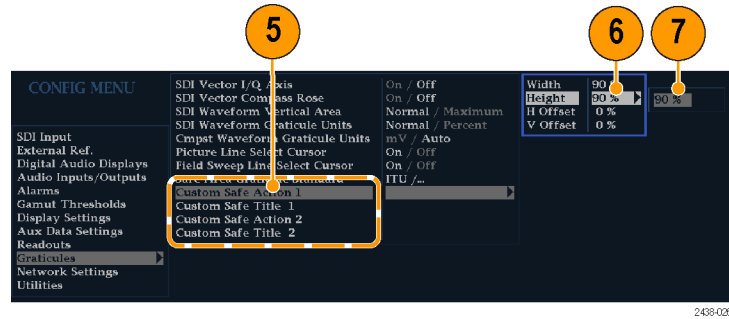 5
6
7
CONFIG MENU
SDI Input
External Ref.
Digital Audio Displays
Audio Inputs/Outputs
Alarms
Gamut Thresholds
Display Settings
Aux Data Settings
Readouts
Graticules
Network Settings
Utilities
SDI Vector I/Q Axis On / Off
SDI Vector Compass Rose On / Off
SDI Waveform Vertical Area Normal / Maximum
SDI Waveform Graticule Units Normal / Percent
Cmpst Waveform Graticule Units mV / Auto
Picture Line Select Cursor On / Off
Field Sweep Line Select Cursor On / Off
Safe Area Graticule Standard ITU /...
Custom Safe Action 1
Custom Safe Title 1
Custom Safe Action 2
Custom Safe Title 2
Width 90 %
Height 90 %
H Offset 0 %
V Offset 0 %
90 %
2438-026